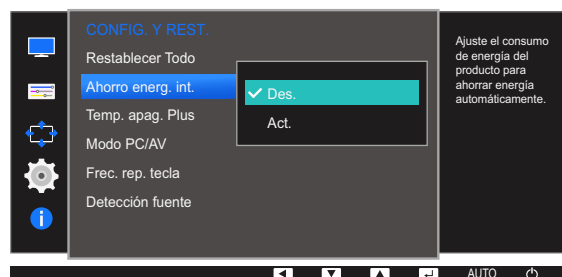 CONFIG. Y REST.
Restablecer Todo
Ahorro energ. int.
Des.
Act.
Temp. apag. Plus
Modo PC/AV
Frec. rep. tecla
Detección fuente
Ajuste el consumo
de energía del
producto para
ahorrar energía
automáticamente.
AUTO